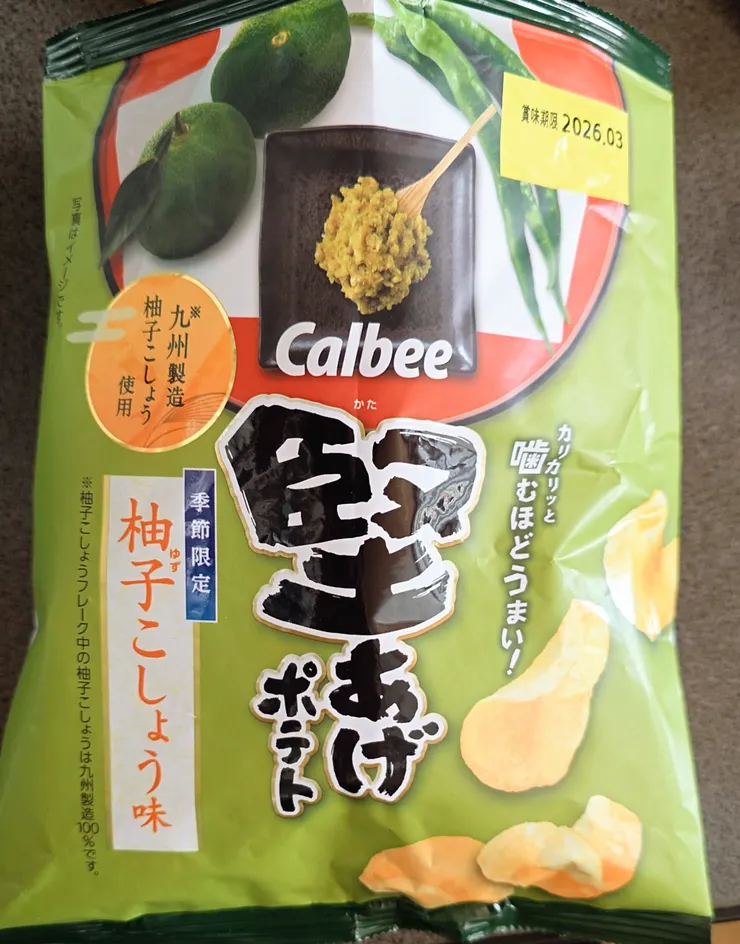 賞味期限 2026.03
写真はイメージです。
※九州製造
柚子こしょう
使用
Calbee
かた
堅あげ
ポテト
カリカリッと
噛むほどうまい!
季節限定
ゆず
柚子こしょう味
※柚子こしょうフレーク中の柚子こしょうは九州製造100%です。